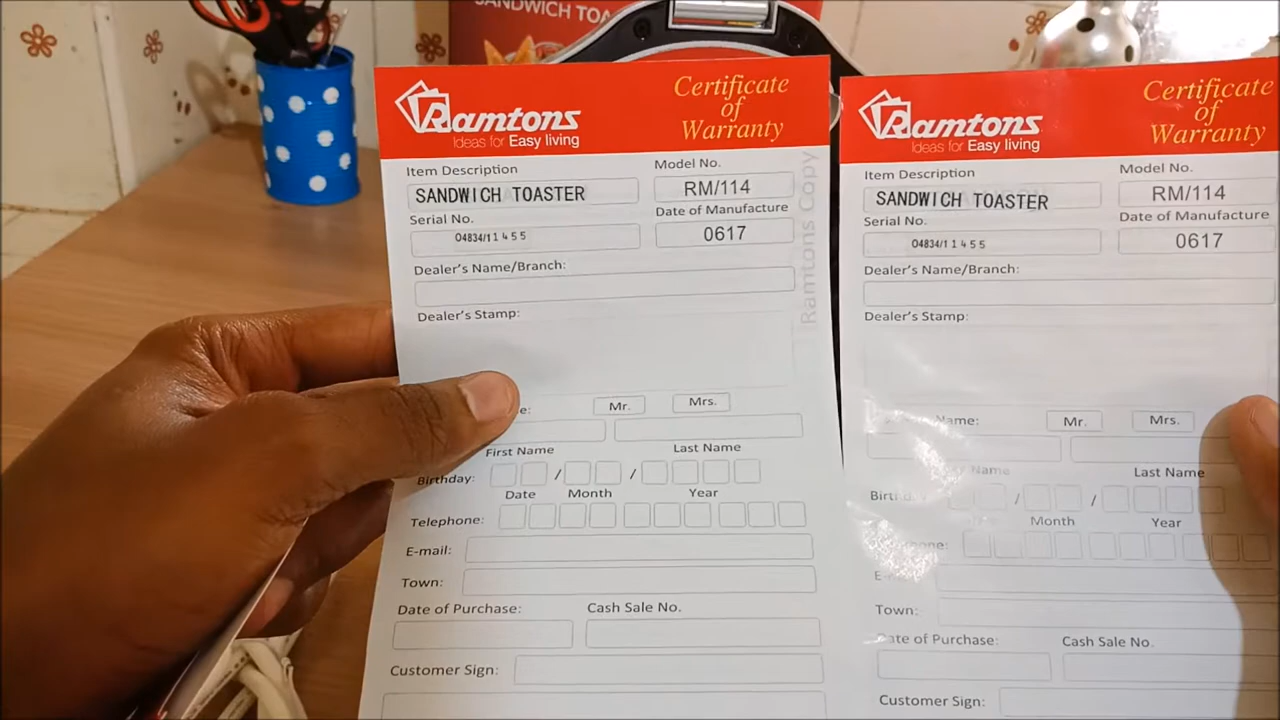 SANDWICH TOA
Ramtons
Ideas for Easy living
Certificate
of
Warranty
Item Description
Model No.
SANDWICH TOASTER
RM/114
Serial No.
Date of Manufacture
04834/11455
0617
Dealer's Name/Branch:
Dealer's Stamp:
Mr.
Mrs.
First Name
Last Name
Birthday:
Date
Month
Year
Telephone:
E-mail:
Town:
Date of Purchase:
Cash Sale No.
Customer Sign:
Ramtons Copy
Ramtons
Ideas for Easy living
Certificate
of
Warranty
Item Description
Model No.
SANDWICH TOASTER
RM/114
Serial No.
Date of Manufacture
04834/11455
0617
Dealer's Name/Branch:
Dealer's Stamp:
Name:
Mr.
Mrs.
Name
Last Name
Month
Year
Town:
Date of Purchase:
Cash Sale No.
Customer Sign: